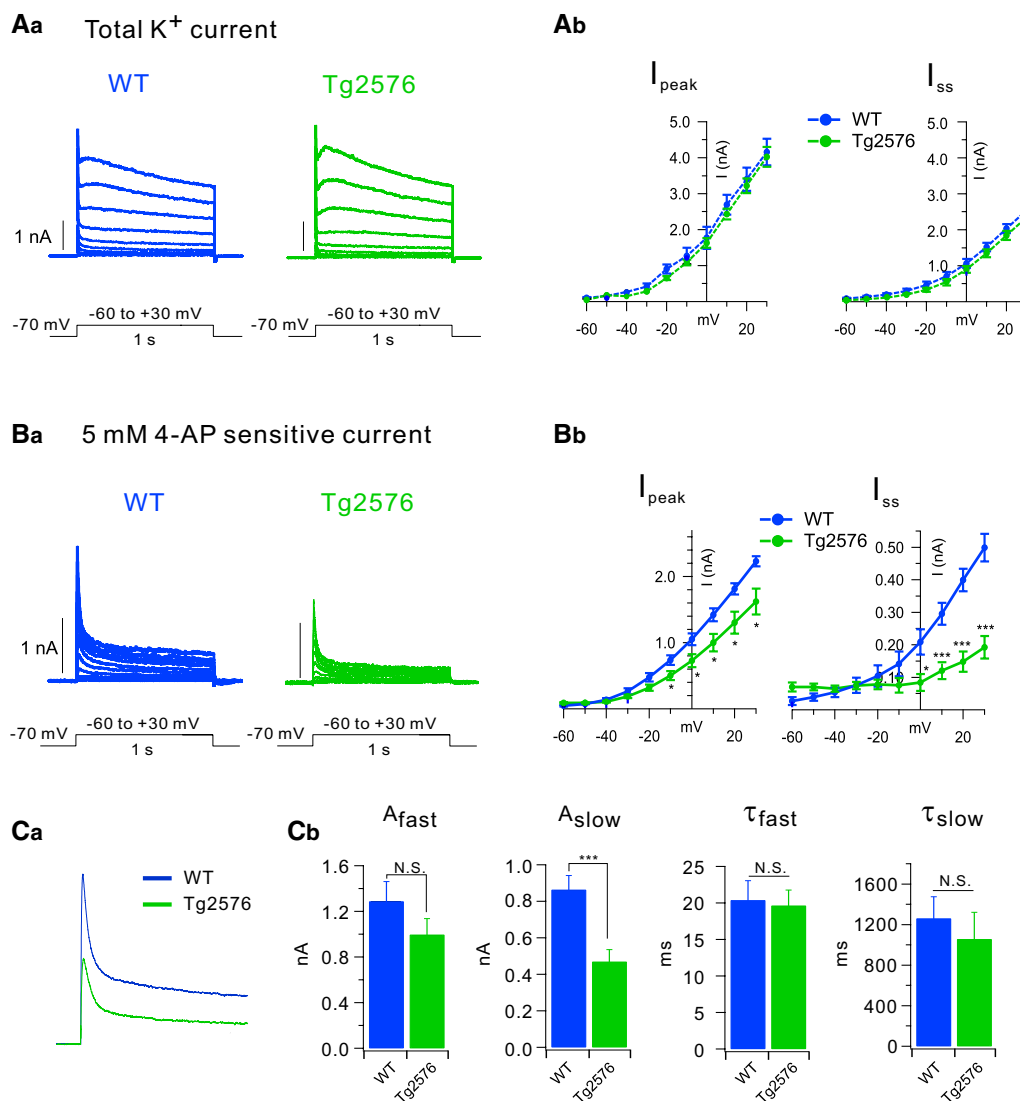 Aa Total K+ current
WT Tg2576
1 nA
-60 to +30 mV -60 to +30 mV
-70 mV -70 mV
1 s 1 s
Ab
Ipeak Iss
WT
Tg2576
5.0 5.0
4.0 4.0
3.0 3.0
2.0 2.0
1.0 1.0
I (nA) I (nA)
-60 -40 -20 mV 20 -60 -40 -20 mV 20
Ba 5 mM 4-AP sensitive current
WT Tg2576
1 nA
-60 to +30 mV -60 to +30 mV
-70 mV -70 mV
1 s 1 s
Bb
Ipeak Iss
WT
Tg2576
2.0 0.50
0.40
0.30
1.0 0.20
0.10
I (nA) I (nA)
* * * * * * *** *** ***
-60 -40 -20 mV 20 -60 -40 -20 mV 20
Ca
WT
Tg2576
Cb
Afast Aslow τfast τslow
N.S. *** N.S. N.S.
1.6 1.0 25 1600
1.2 0.8 20 1200
0.8 0.6 15 800
0.4 0.4 10 400
0.0 0.2 5 0
0.0 0
nA nA ms ms
WT Tg2576 WT Tg2576 WT Tg2576 WT Tg2576